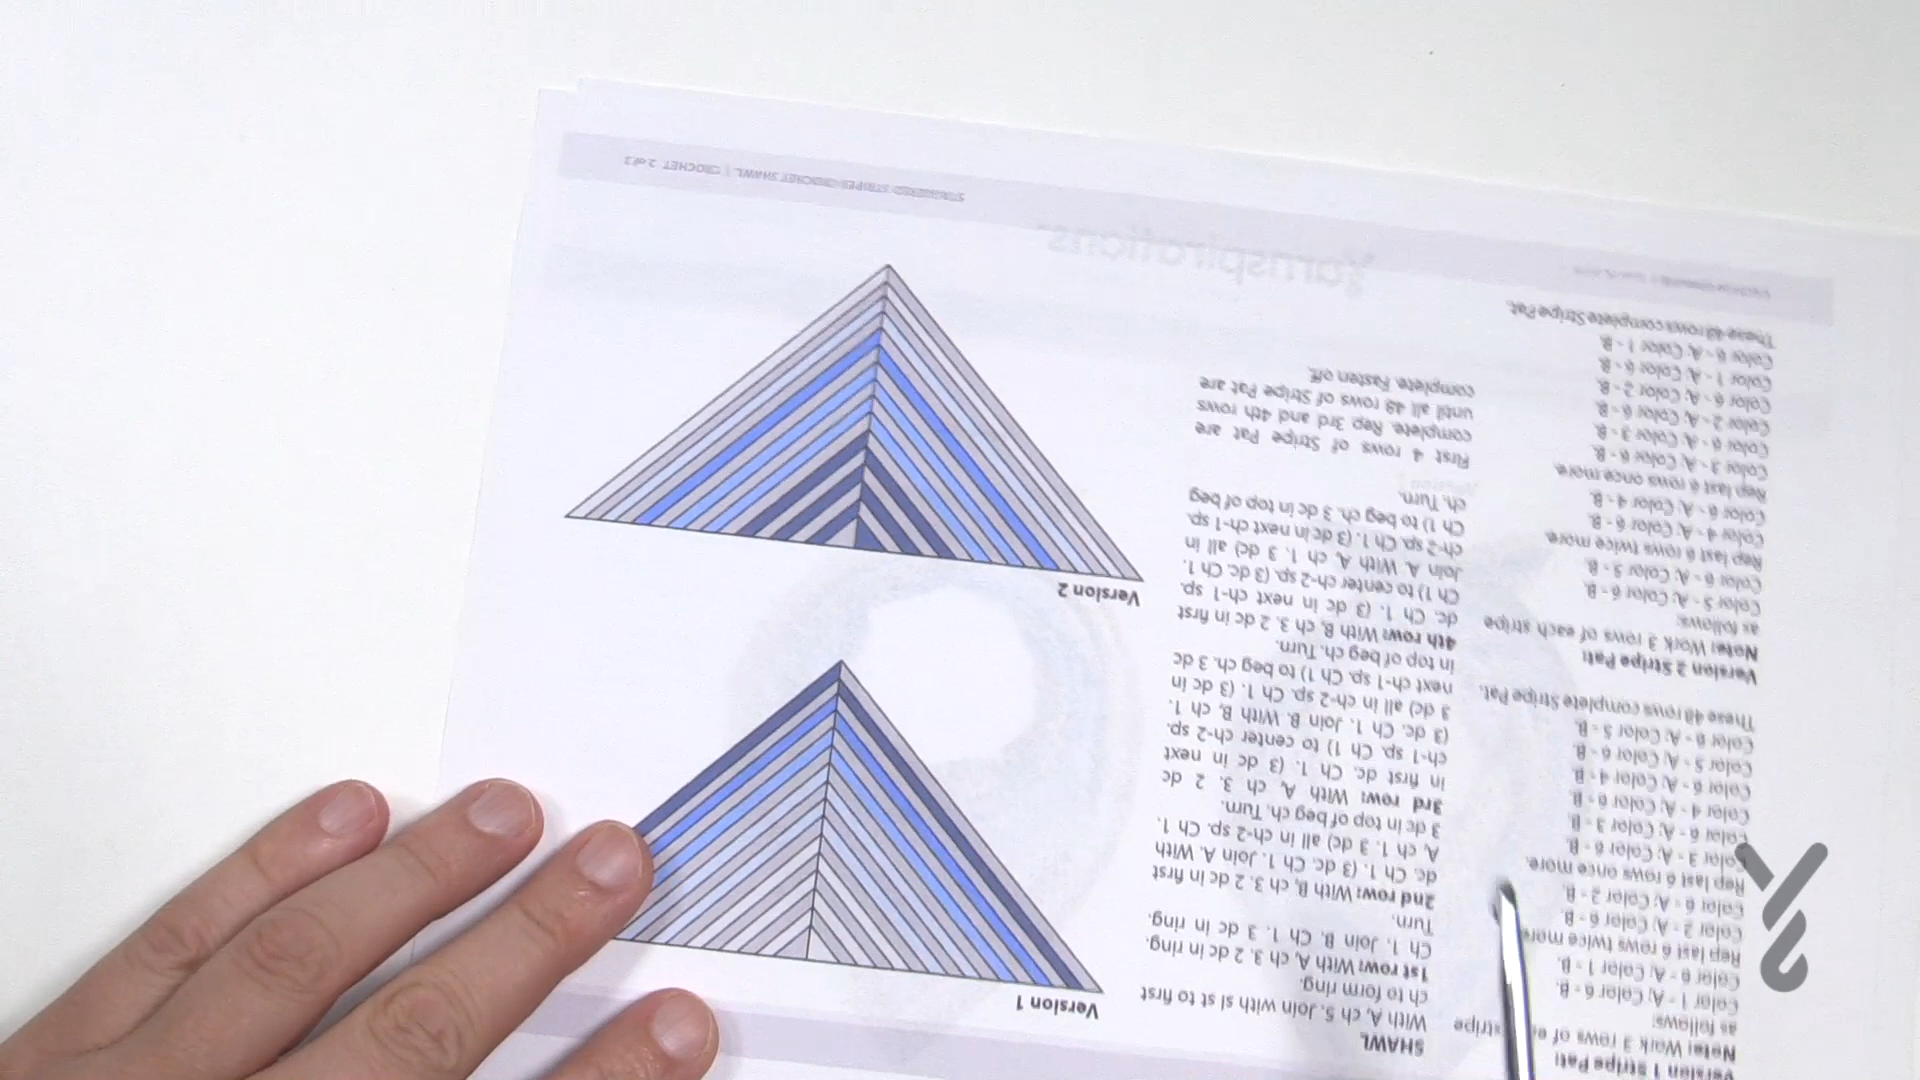 Version 1 Stripe Pat:
Note: Work 3 rows of stripe
as follows:
Color 1 - A; Color 6 - B.
Color 6 - A; Color 1 - B.
Rep last 6 rows twice more.
Color 2 - A; Color 6 - B.
Color 6 - A; Color 2 - B.
Rep last 6 rows once more.
Color 3 - A; Color 6 - B.
Color 6 - A; Color 3 - B.
Color 4 - A; Color 6 - B.
Color 6 - A; Color 4 - B.
Color 5 - A; Color 6 - B.
Color 6 - A; Color 5 - B.
These 48 rows complete Stripe Pat.
Version 2 Stripe Pat:
Note: Work 3 rows of each stripe
as follows:
Color 5 - A; Color 6 - B.
Color 6 - A; Color 5 - B.
Rep last 6 rows twice more.
Color 4 - A; Color 6 - B.
Color 6 - A; Color 4 - B.
Rep last 6 rows once more.
Color 3 - A; Color 6 - B.
Color 6 - A; Color 3 - B.
Color 2 - A; Color 6 - B.
Color 6 - A; Color 2 - B.
Color 1 - A; Color 6 - B.
Color 6 - A; Color 1 - B.
These 48 rows complete Stripe Pat.
SHAWL
With A, ch 5. Join with sl st to first
ch to form ring.
1st row: With A, ch 3. 2 dc in ring.
Ch 1. Join B. Ch 1. 3 dc in ring.
Turn.
2nd row: With B, ch 3. 2 dc in first
dc. Ch 1. (3 dc. Ch 1. Join A. With
A, ch 1. 3 dc) all in ch-2 sp. Ch 1.
3 dc in top of beg ch. Turn.
3rd row: With A, ch 3. 2 dc
in first dc. Ch 1. (3 dc in next
ch-1 sp. Ch 1) to center ch-2 sp.
(3 dc. Ch 1. Join B. With B, ch 1.
3 dc) all in ch-2 sp. Ch 1. (3 dc in
next ch-1 sp. Ch 1) to beg ch. 3 dc
in top of beg ch. Turn.
4th row: With B, ch 3. 2 dc in first
dc. Ch 1. (3 dc in next ch-1 sp.
Ch 1) to center ch-2 sp. (3 dc. Ch 1.
Join A. With A, ch 1. 3 dc) all in
ch-2 sp. Ch 1. (3 dc in next ch-1 sp.
Ch 1) to beg ch. 3 dc in top of beg
ch. Turn.
First 4 rows of Stripe Pat are
complete. Rep 3rd and 4th rows
until all 48 rows of Stripe Pat are
complete. Fasten off.
Version 1
Version 2
Yarnspirations
STAGGERED STRIPES CROCHET SHAWL | CROCHET 2 of 3